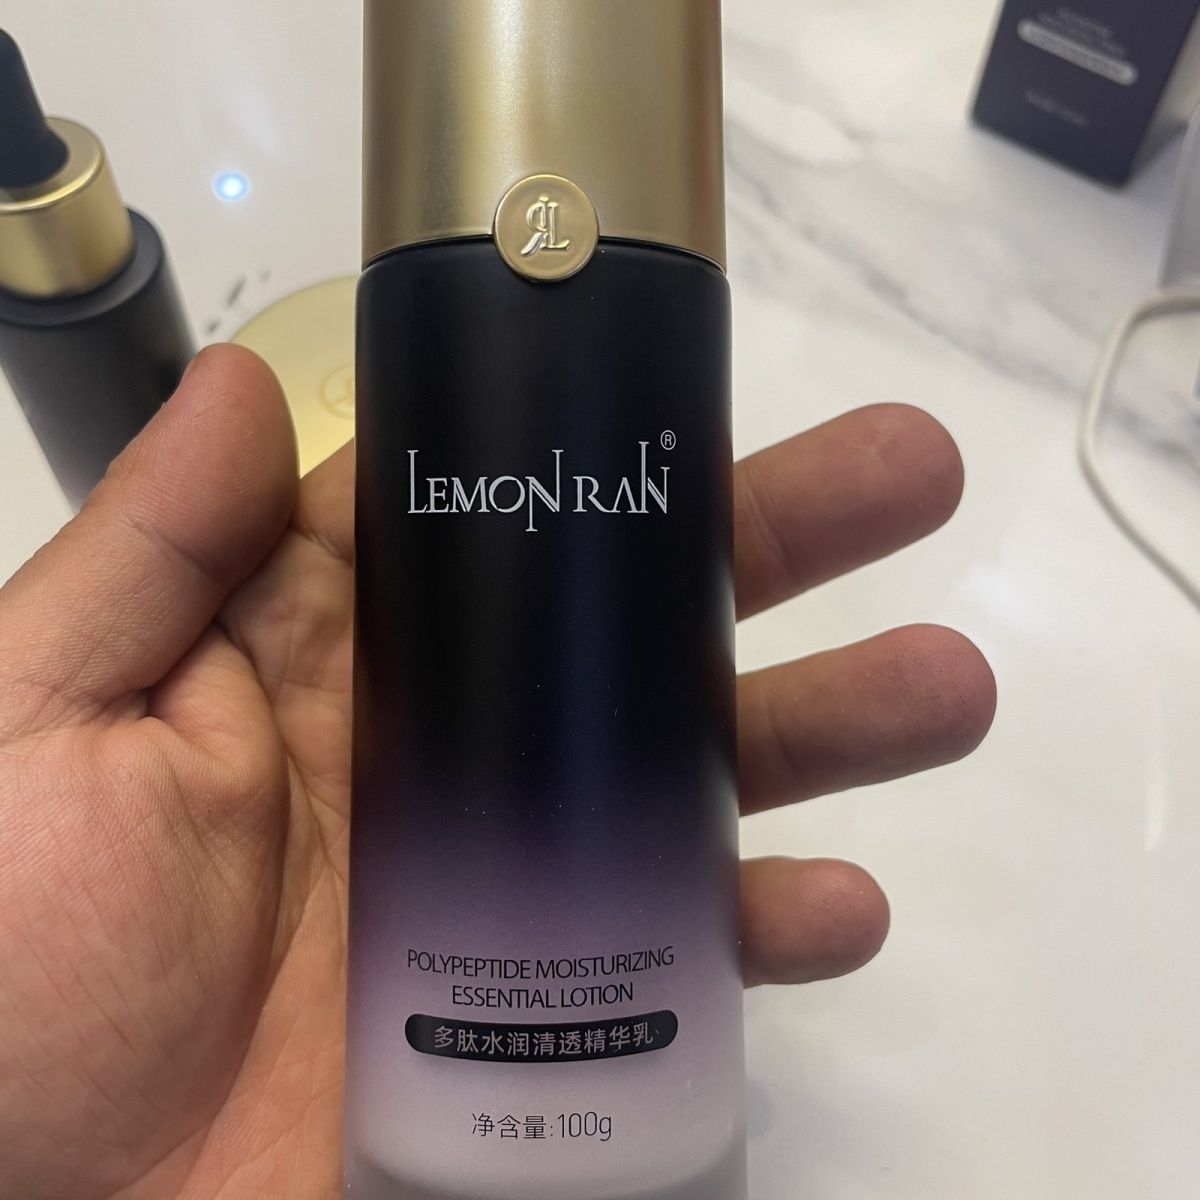 LEMON RAN®
POLYPEPTIDE MOISTURIZING
ESSENTIAL LOTION
多肽水润清透精华乳
净含量:100g